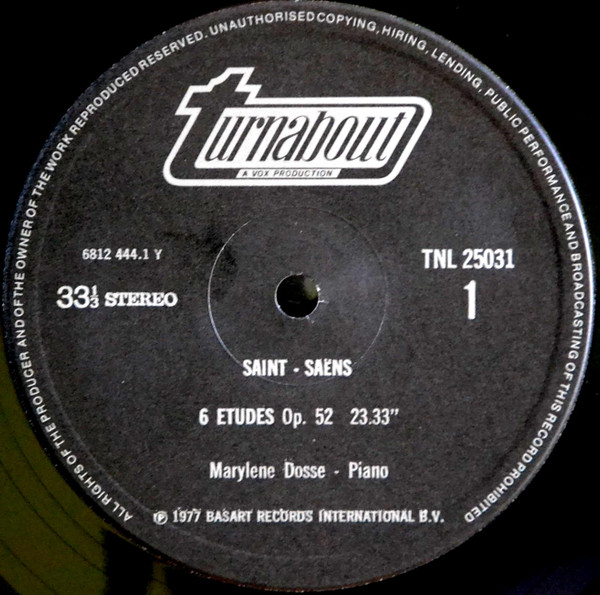 ALL RIGHTS OF THE PRODUCER AND OF THE OWNER OF THE WORK REPRODUCED RESERVED. UNAUTHORISED COPYING, HIRING, LENDING, PUBLIC PERFORMANCE AND BROADCASTING OF THIS RECORD PROHIBITED
turnabout
A VOX PRODUCTION
6812 444.1 Y
TNL 25031
33⅓ STEREO
1
SAINT - SAËNS
6 ETUDES Op. 52 23.33"
Marylene Dosse - Piano
Ⓟ 1977 BASART RECORDS INTERNATIONAL B.V.